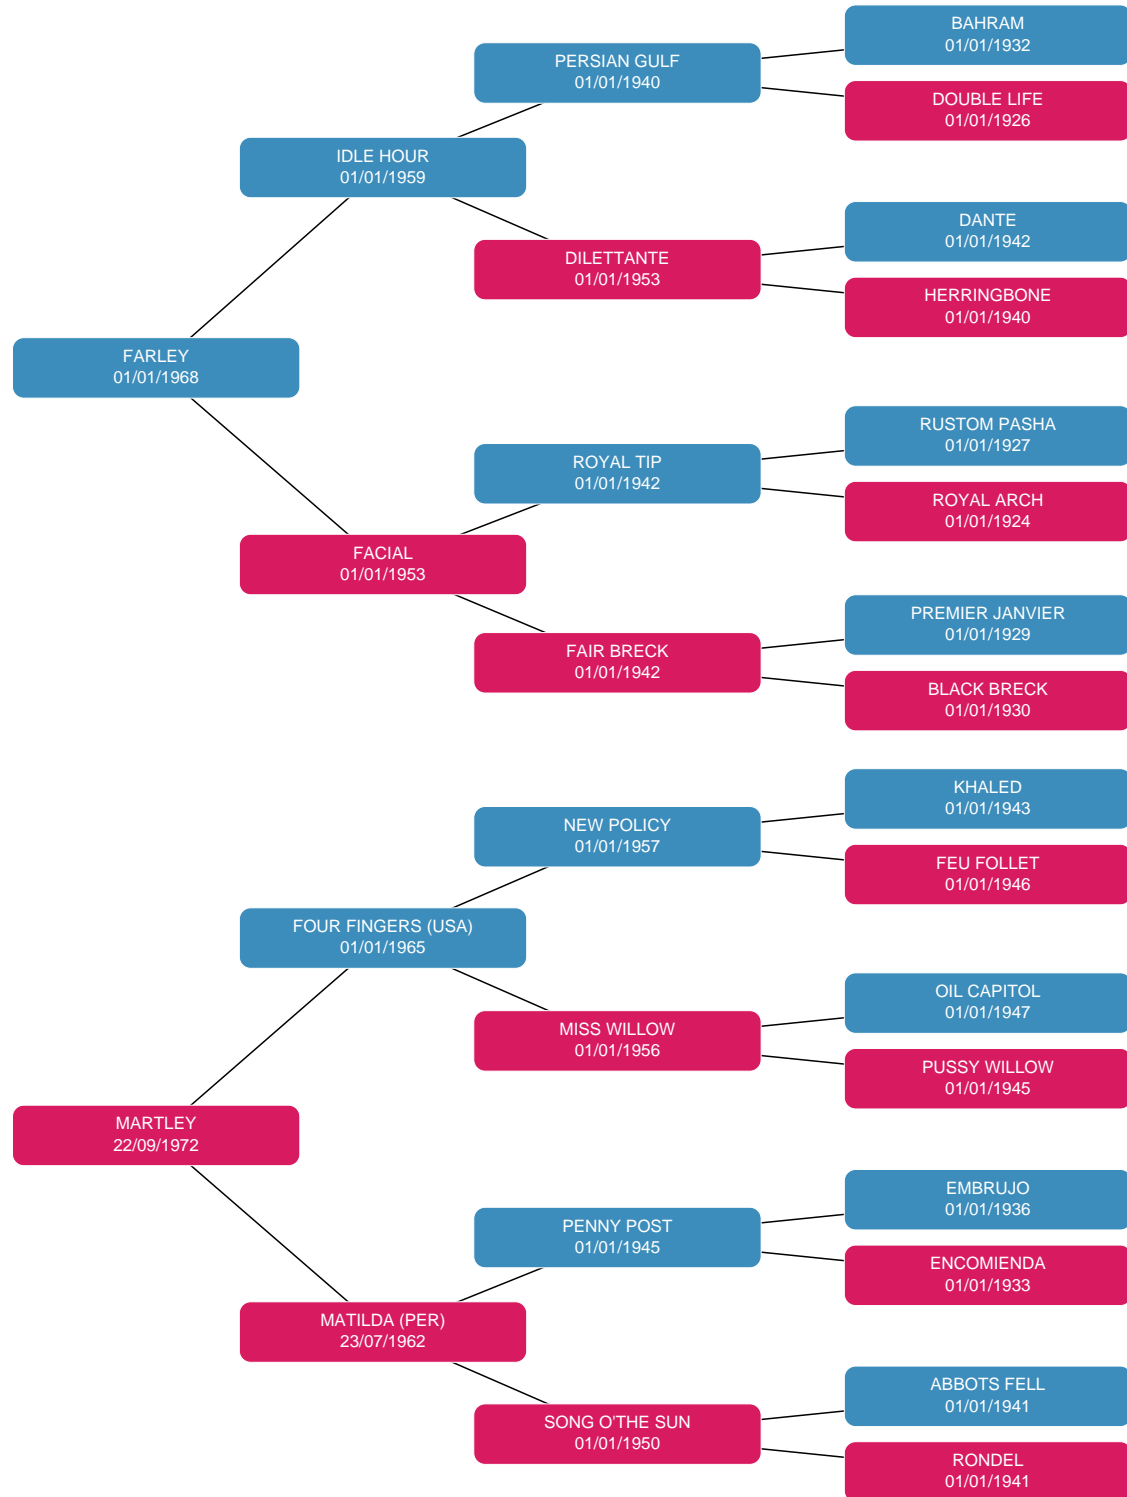 BAHRAM
01/01/1932
PERSIAN GULF
01/01/1940
DOUBLE LIFE
01/01/1926
IDLE HOUR
01/01/1959
DANTE
01/01/1942
DILETTANTE
01/01/1953
HERRINGBONE
01/01/1940
FARLEY
01/01/1968
RUSTOM PASHA
01/01/1927
ROYAL TIP
01/01/1942
ROYAL ARCH
01/01/1924
FACIAL
01/01/1953
PREMIER JANVIER
01/01/1929
FAIR BRECK
01/01/1942
BLACK BRECK
01/01/1930
KHALED
01/01/1943
NEW POLICY
01/01/1957
FEU FOLLET
01/01/1946
FOUR FINGERS (USA)
01/01/1965
OIL CAPITOL
01/01/1947
MISS WILLOW
01/01/1956
PUSSY WILLOW
01/01/1945
MARTLEY
22/09/1972
EMBRUJO
01/01/1936
PENNY POST
01/01/1945
ENCOMIENDA
01/01/1933
MATILDA (PER)
23/07/1962
ABBOTS FELL
01/01/1941
SONG O'THE SUN
01/01/1950
RONDEL
01/01/1941